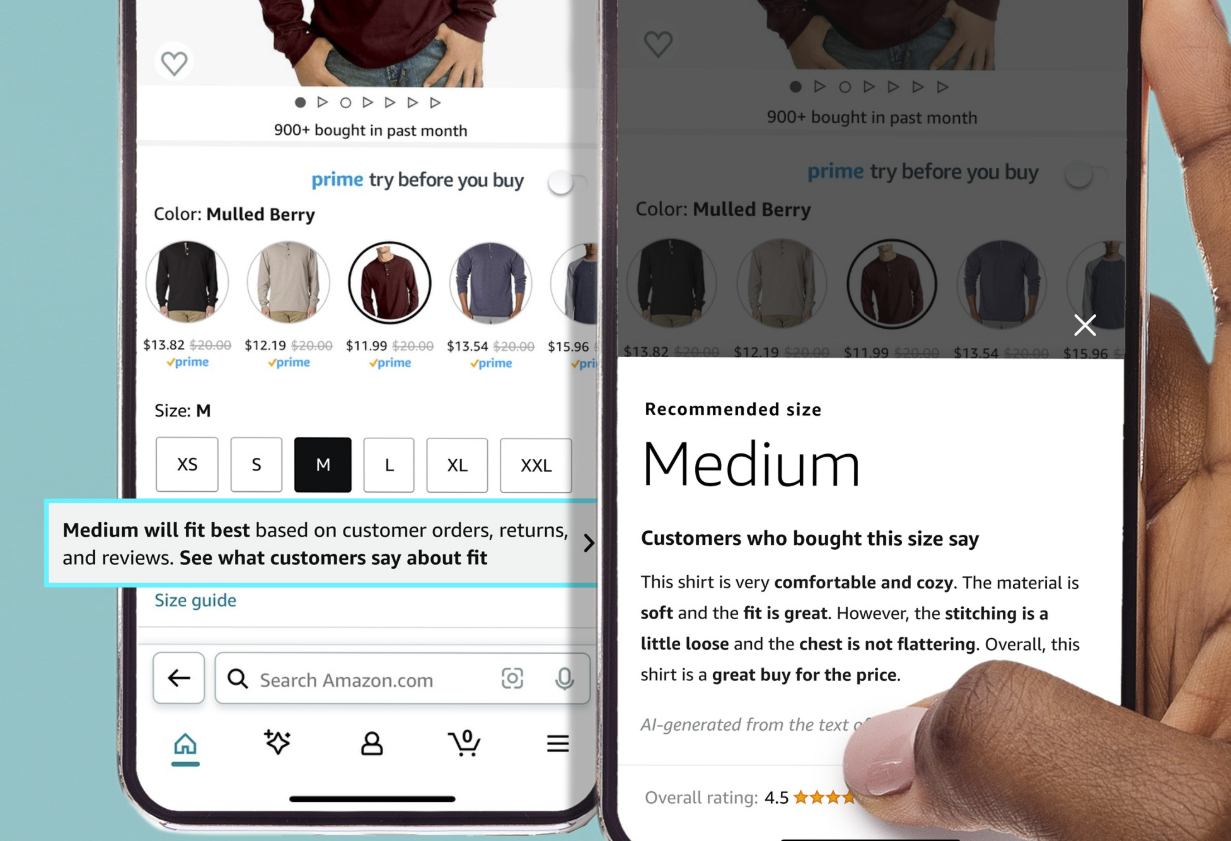 900+ bought in past month
prime try before you buy
Color: Mulled Berry
$13.82 $20.00 $12.19 $20.00 $11.99 $20.00 $13.54 $20.00 $15.96
prime prime prime prime pri
Size: M
XS S M L XL XXL
Medium will fit best based on customer orders, returns,
and reviews. See what customers say about fit
Size guide
Search Amazon.com
0
900+ bought in past month
prime try before you buy
Color: Mulled Berry
$13.82 $20.00 $12.19 $20.00 $11.99 $20.00 $13.54 $20.00 $15.96
Recommended size
Medium
Customers who bought this size say
This shirt is very comfortable and cozy. The material is
soft and the fit is great. However, the stitching is a
little loose and the chest is not flattering. Overall, this
shirt is a great buy for the price.
AI-generated from the text
Overall rating: 4.5